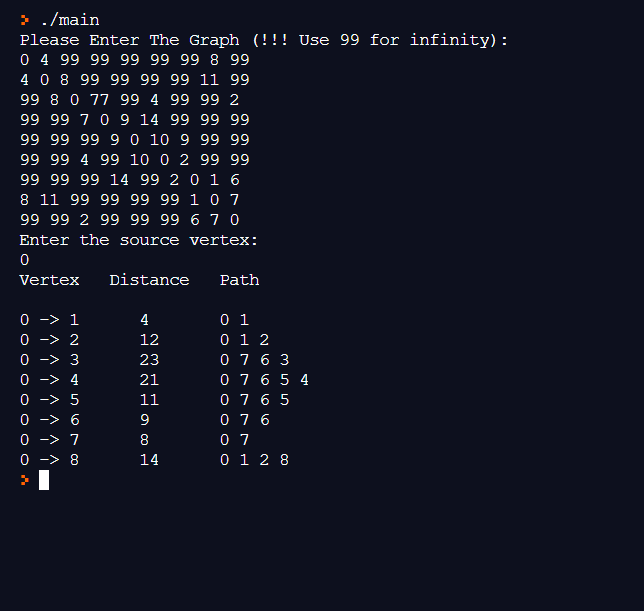 > ./main
Please Enter The Graph (!!! Use 99 for infinity):
0 4 99 99 99 99 99 8 99
4 0 8 99 99 99 99 11 99
99 8 0 77 99 4 99 99 2
99 99 7 0 9 14 99 99 99
99 99 99 9 0 10 9 99 99
99 99 4 99 10 0 2 99 99
99 99 99 14 99 2 0 1 6
8 11 99 99 99 99 1 0 7
99 99 2 99 99 99 6 7 0
Enter the source vertex:
0
Vertex   Distance   Path

0 -> 1      4       0 1
0 -> 2      12      0 1 2
0 -> 3      23      0 7 6 3
0 -> 4      21      0 7 6 5 4
0 -> 5      11      0 7 6 5
0 -> 6      9       0 7 6
0 -> 7      8       0 7
0 -> 8      14      0 1 2 8
>